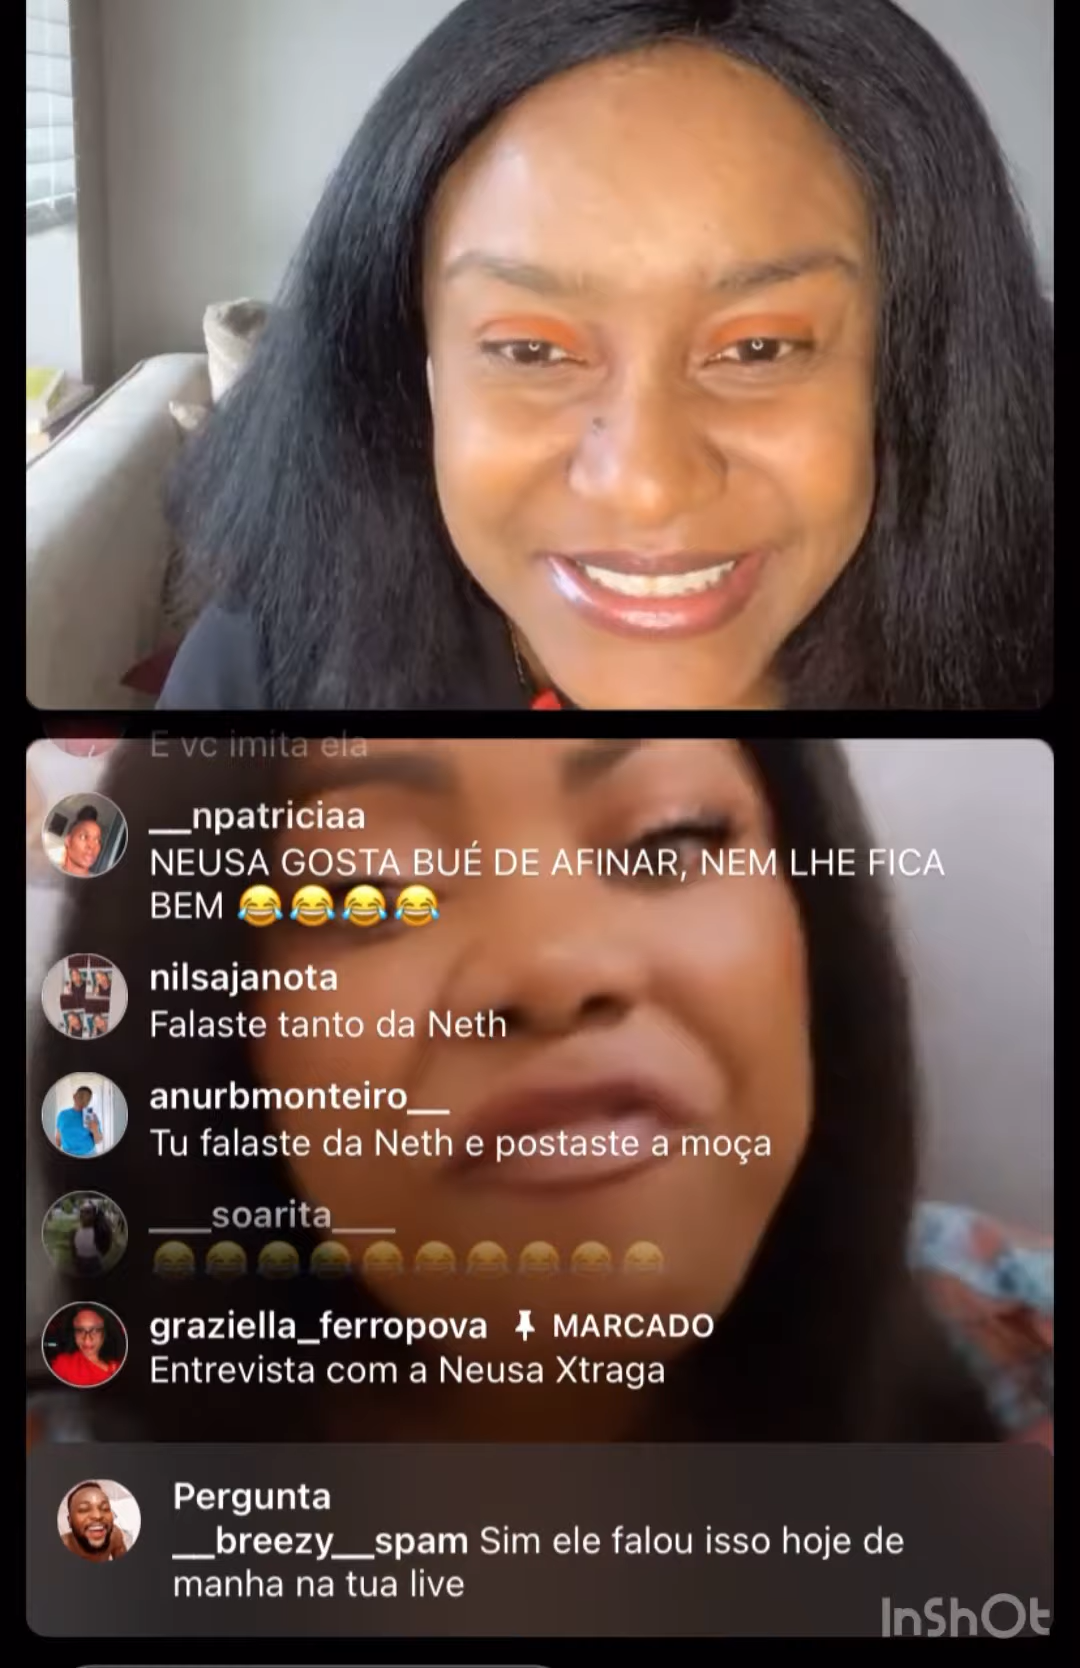 E vc imita ela
__npatriciaa
NEUSA GOSTA BUÉ DE AFINAR, NEM LHE FICA
BEM 😂😂😂😂
nilsajanota
Falaste tanto da Neth
anurbmonteiro__
Tu falaste da Neth e postaste a moça
___soarita___
😂😂😂😂😂😂😂😂😂😂
graziella_ferropova 📌 MARCADO
Entrevista com a Neusa Xtraga
Pergunta
__breezy__spam Sim ele falou isso hoje de
manha na tua live
InShOt